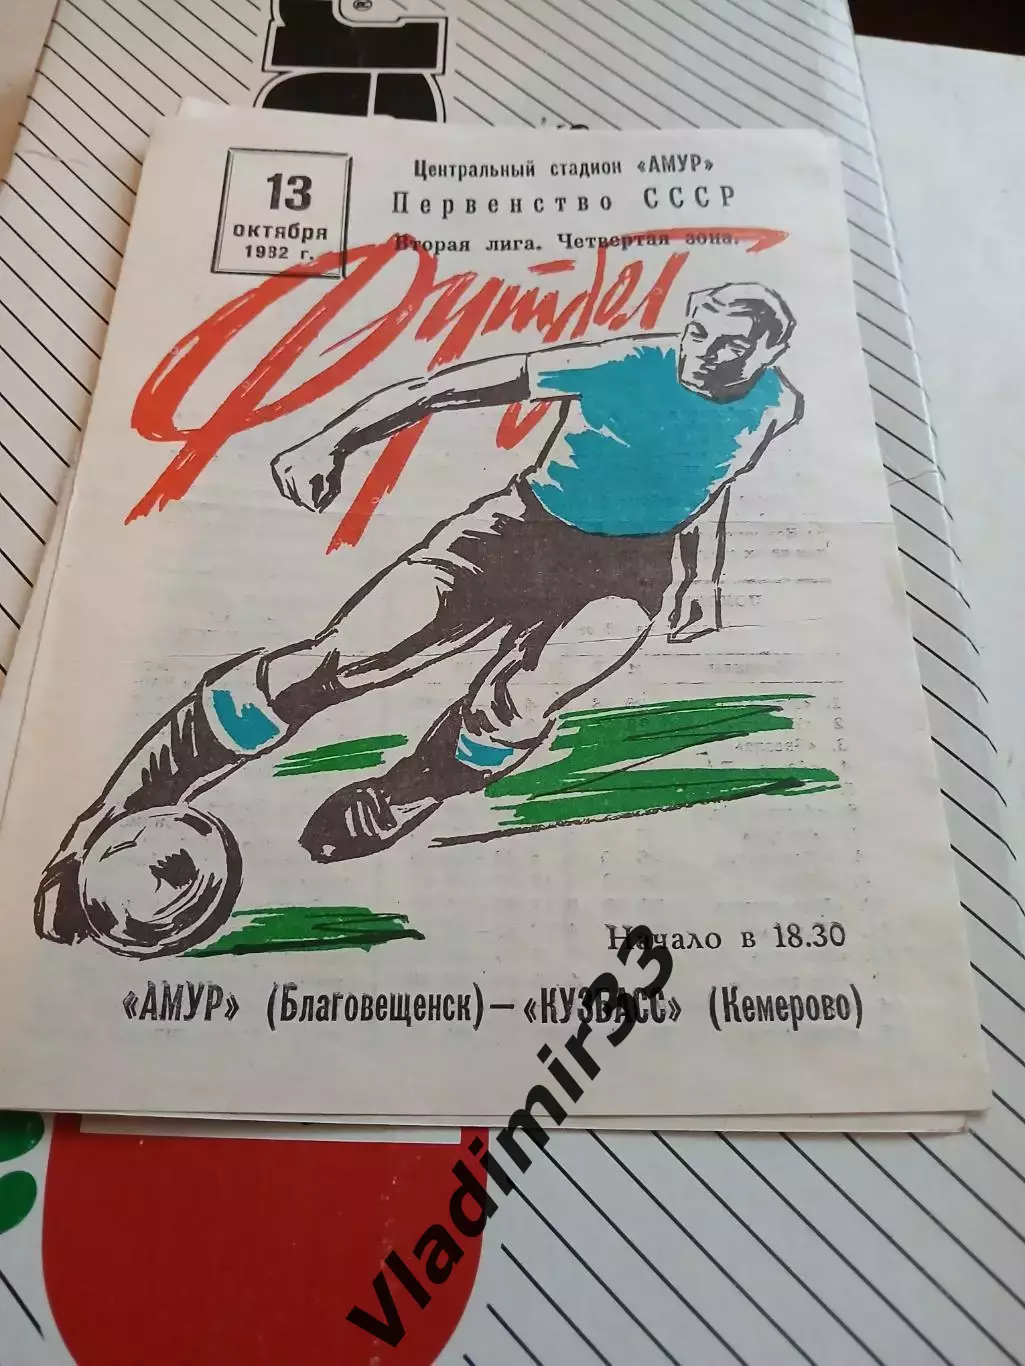 13
октября
1982 г.
Центральный стадион «АМУР»
Первенство СССР
Вторая лига. Четвертая зона.
Футбол
Начало в 18.30
«АМУР» (Благовещенск) — «КУЗБАСС» (Кемерово)
Vladimir33